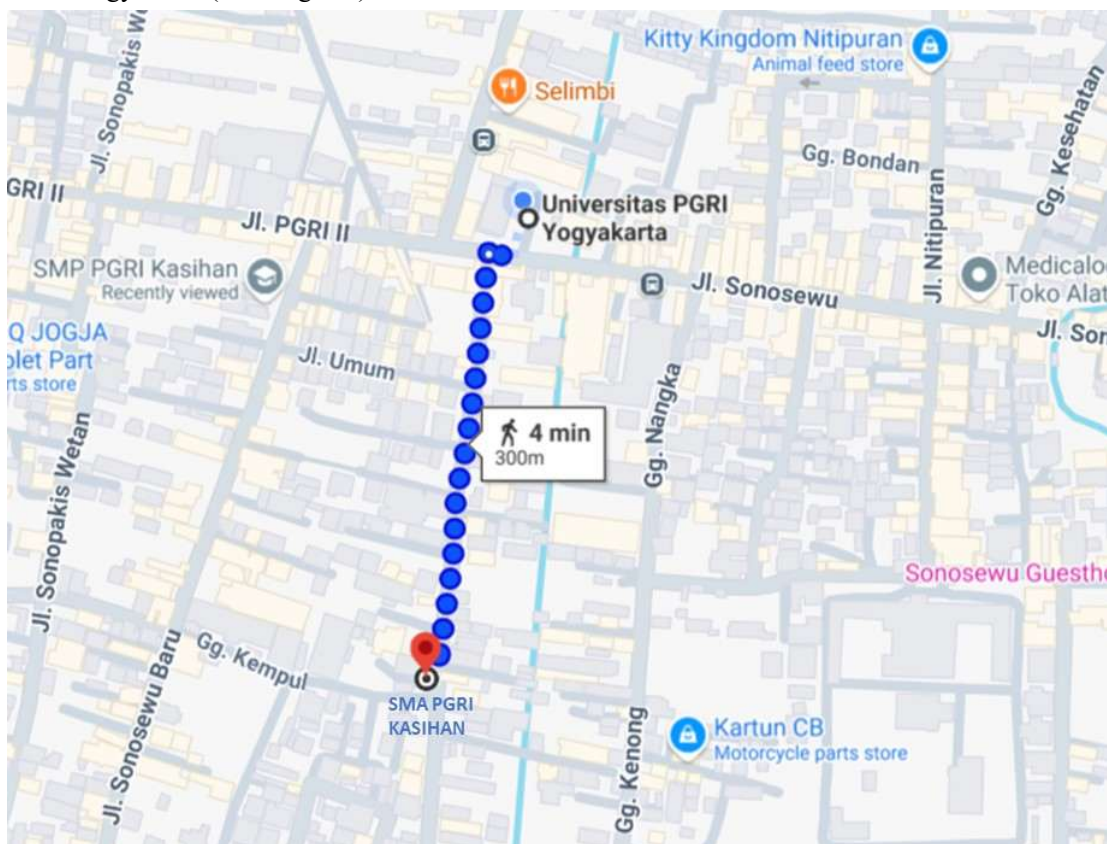 Kitty Kingdom Nitipuran
Animal feed store
Selimbi
Jl. Sonopakis
Gg. Bondan
Gg. Kesehatan
GRI II
Jl. PGRI II
Universitas PGRI
Yogyakarta
Jl. Nitipuran
SMP PGRI Kasihan
Recently viewed
Jl. Sonosewu
Medicalo
Toko Alat
Q JOGJA
olet Part
rts store
Jl. Son
Jl. Umum
Gg. Nangka
4 min
300m
Jl. Sonopakis Wetan
Sonosewu Guesth
Gg. Kempul
Jl. Sonosewu Baru
SMA PGRI
KASIHAN
Gg. Kenong
Kartun CB
Motorcycle parts store